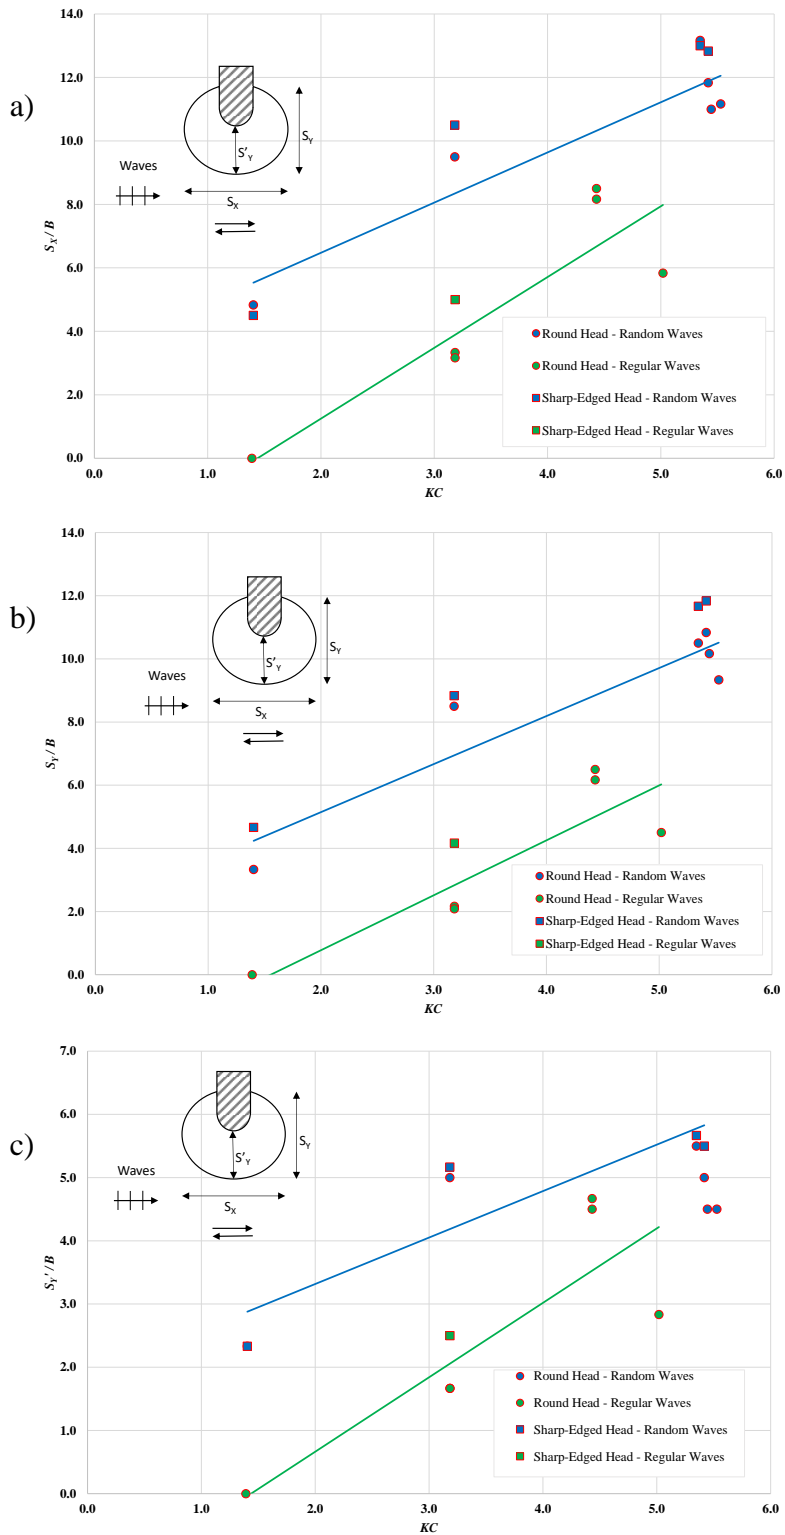 a)
14.0
12.0
10.0
8.0
6.0
4.0
2.0
0.0
S_X / B
Waves
S'_Y
S_Y
S_X
Round Head - Random Waves
Round Head - Regular Waves
Sharp-Edged Head - Random Waves
Sharp-Edged Head - Regular Waves
0.0 1.0 2.0 3.0 4.0 5.0 6.0
KC
b)
14.0
12.0
10.0
8.0
6.0
4.0
2.0
0.0
S_Y / B
Waves
S'_Y
S_Y
S_X
Round Head - Random Waves
Round Head - Regular Waves
Sharp-Edged Head - Random Waves
Sharp-Edged Head - Regular Waves
0.0 1.0 2.0 3.0 4.0 5.0 6.0
KC
c)
7.0
6.0
5.0
4.0
3.0
2.0
1.0
0.0
S_Y' / B
Waves
S'_Y
S_Y
S_X
Round Head - Random Waves
Round Head - Regular Waves
Sharp-Edged Head - Random Waves
Sharp-Edged Head - Regular Waves
0.0 1.0 2.0 3.0 4.0 5.0 6.0
KC